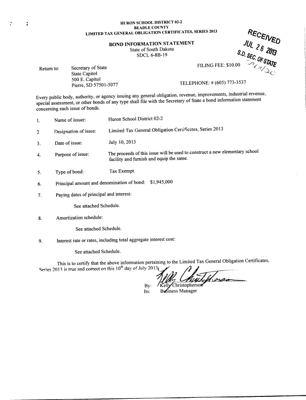 HURON SCHOOL DISTRICT 02-2
BEADLE COUNTY
LIMITED TAX GENERAL OBLIGATION CERTIFICATES, SERIES 2013
RECEIVED
JUL 26 2013
S.D. SEC. OF STATE
BOND INFORMATION STATEMENT
State of South Dakota
SDCL 6-8B-19
FILING FEE: $10.00
Return to: Secretary of State
State Capitol
500 E. Capitol
Pierre, SD 57501-5077
TELEPHONE: # (605) 773-3537
Every public body, authority, or agency issuing any general obligation, revenue, improvements, industrial revenue,
special assessment, or other bonds of any type shall file with the Secretary of State a bond information statement
concerning each issue of bonds.
1. Name of issuer: Huron School District 02-2
2 Designation of issue: Limited Tax General Obligation Certificates, Series 2013
3. Date of issue: July 10, 2013
4. Purpose of issue: The proceeds of this issue will be used to construct a new elementary school
facility and furnish and equip the same.
5. Type of bond: Tax Exempt.
6. Principal amount and denomination of bond: $1,945,000
7. Paying dates of principal and interest:
See attached Schedule.
8. Amortization schedule:
See attached Schedule.
9. Interest rate or rates, including total aggregate interest cost:
See attached Schedule.
This is to certify that the above information pertaining to the Limited Tax General Obligation Certificates,
Series 2013 is true and correct on this 10th day of July 2013.
By: Kelly Christopherson
Its: Business Manager